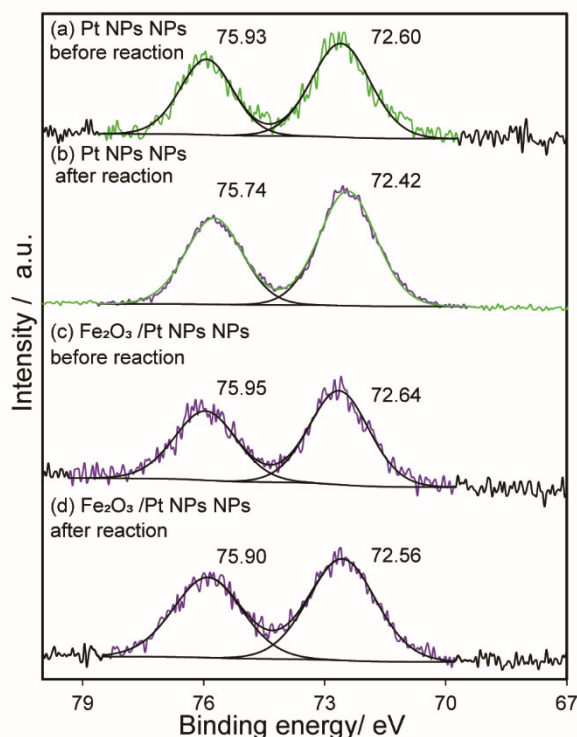 (a) Pt NPs NPs
before reaction
75.93
72.60
(b) Pt NPs NPs
after reaction
75.74
72.42
(c) Fe₂O₃ /Pt NPs NPs
before reaction
75.95
72.64
(d) Fe₂O₃ /Pt NPs NPs
after reaction
75.90
72.56
Intensity / a.u.
79 76 73 70 67
Binding energy/ eV